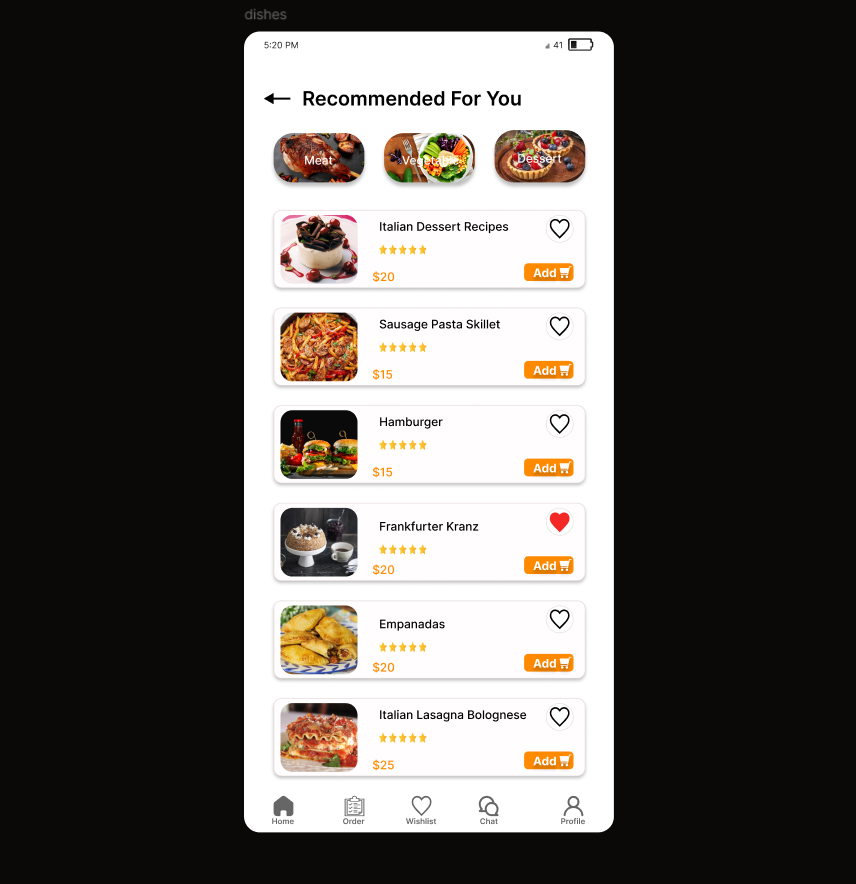 dishes
5:20 PM
41
Recommended For You
Meat
Vegetable
Dessert
Italian Dessert Recipes
$20
Add
Sausage Pasta Skillet
$15
Add
Hamburger
$15
Add
Frankfurter Kranz
$20
Add
Empanadas
$20
Add
Italian Lasagna Bolognese
$25
Add
Home
Order
Wishlist
Chat
Profile